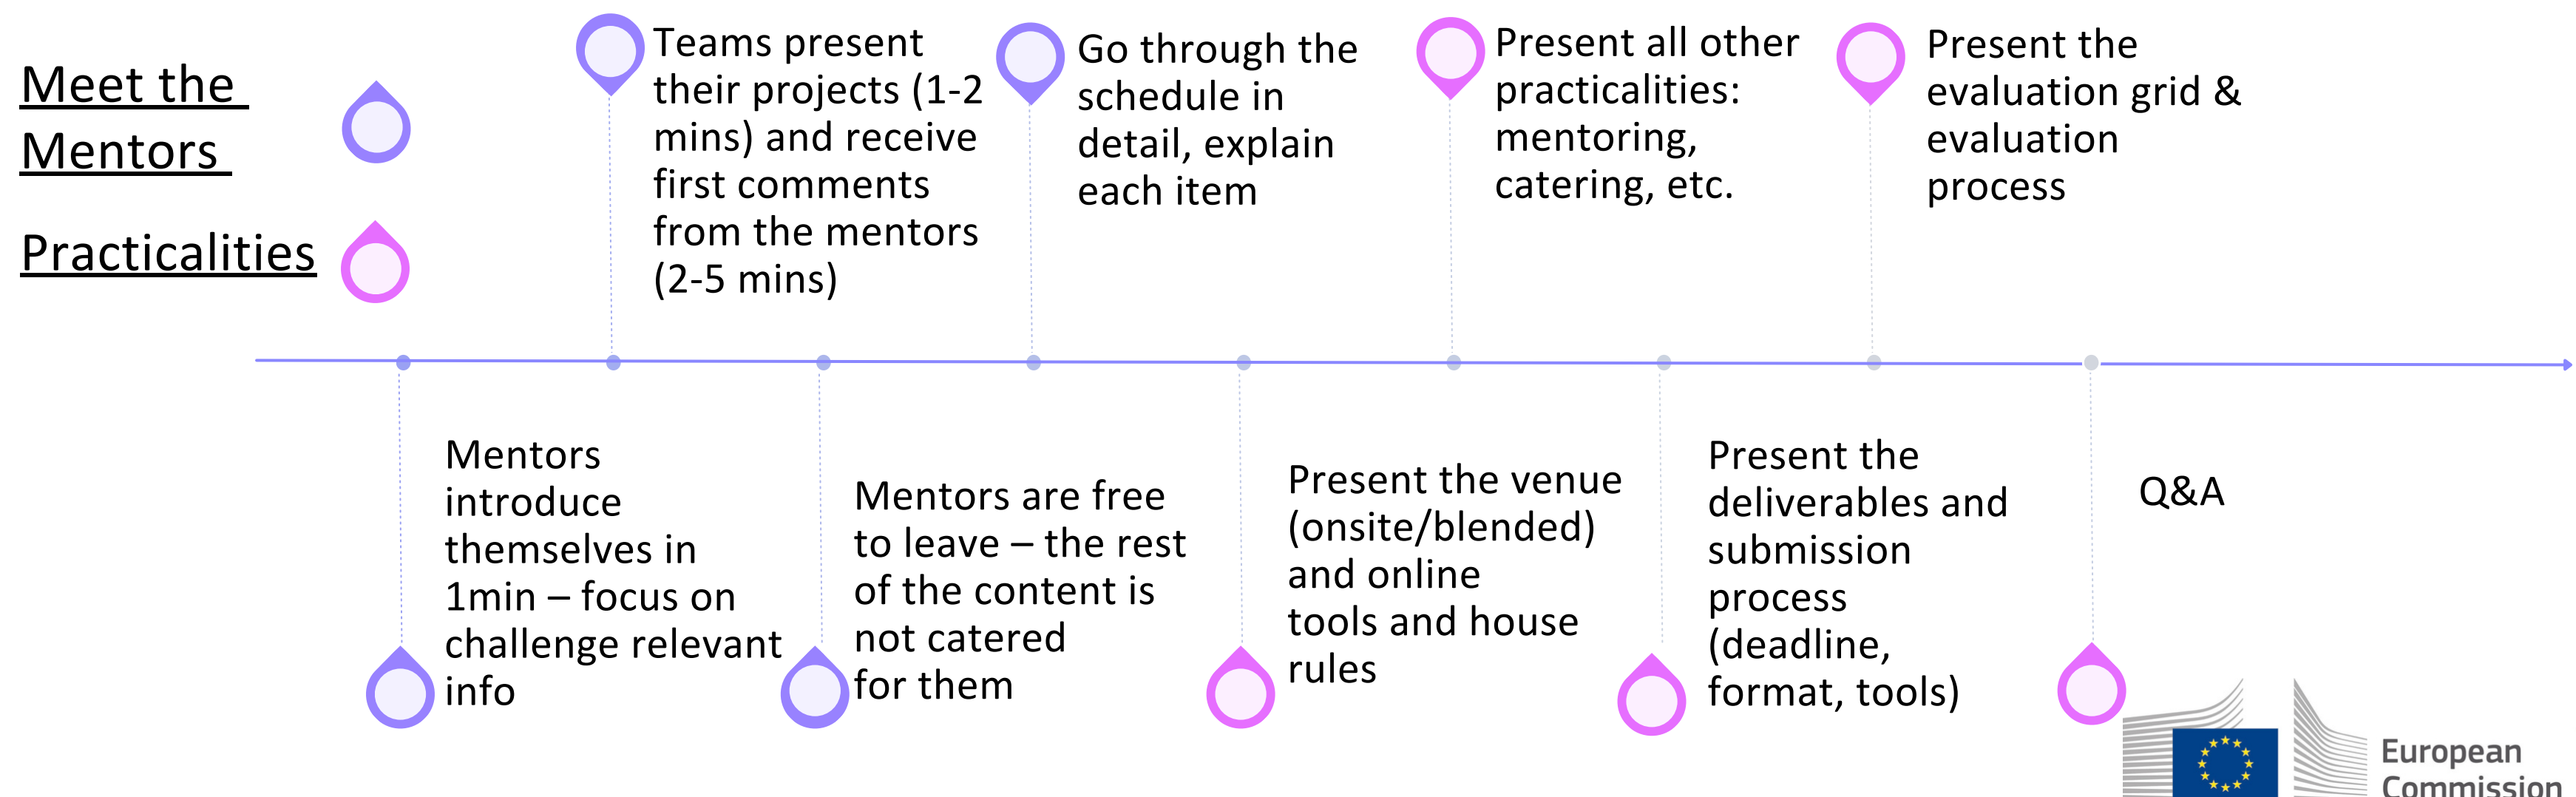 Meet the
Mentors
Practicalities
Teams present
their projects (1-2
mins) and receive
first comments
from the mentors
(2-5 mins)
Go through the
schedule in
detail, explain
each item
Present all other
practicalities:
mentoring,
catering, etc.
Present the
evaluation grid &
evaluation
process
Mentors
introduce
themselves in
1min – focus on
challenge relevant
info
Mentors are free
to leave – the rest
of the content is
not catered
for them
Present the venue
(onsite/blended)
and online
tools and house
rules
Present the
deliverables and
submission
process
(deadline,
format, tools)
Q&A
European
Commission